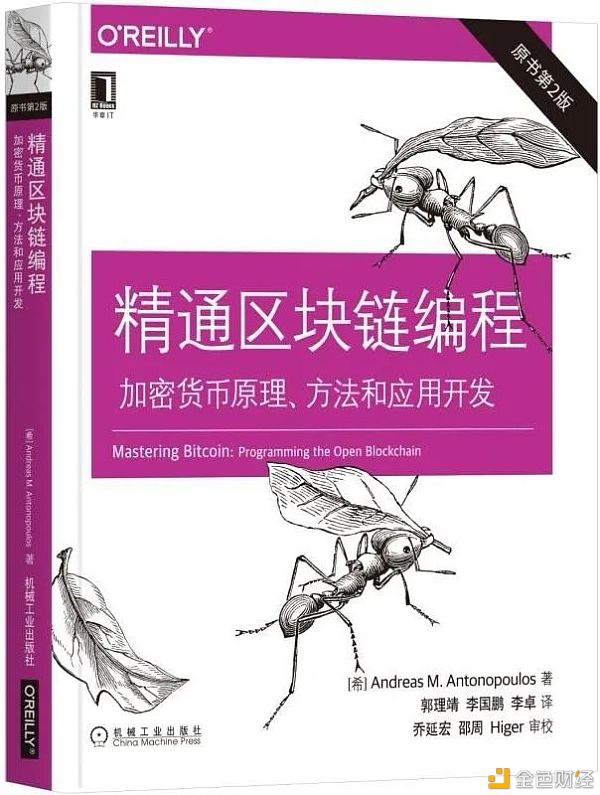 O'REILLY®
华章IT
原书第2版
精通区块链编程
加密货币原理、方法和应用开发
Mastering Bitcoin: Programming the Open Blockchain
[希] Andreas M. Antonopoulos 著
郭理靖 李国鹏 李卓 译
乔延宏 邵周 Higer 审校
机械工业出版社
China Machine Press
原书第2版
精通区块链编程
加密货币原理、方法和应用开发
[希] Andreas M. Antonopoulos 著
机械工业出版社
O'REILLY®
金色财经